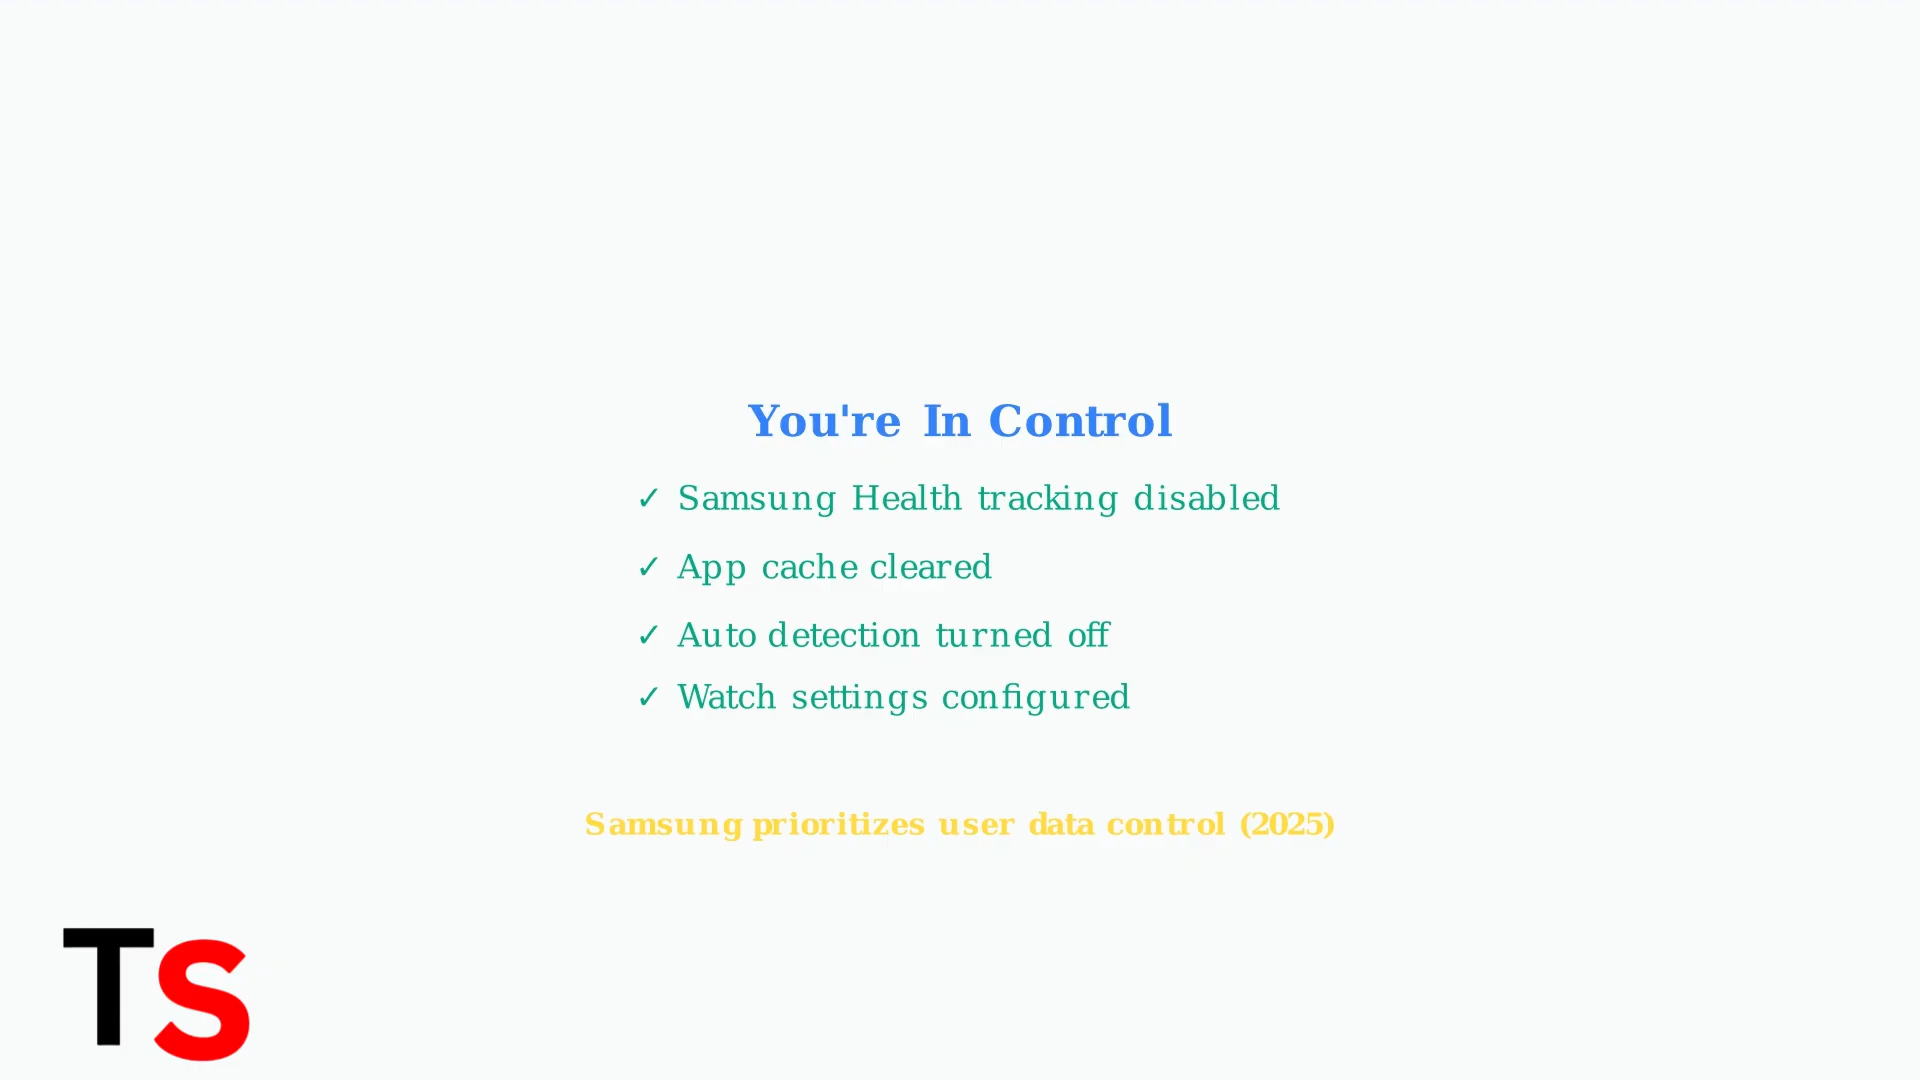 You're In Control
✓ Samsung Health tracking disabled
✓ App cache cleared
✓ Auto detection turned off
✓ Watch settings configured
Samsung prioritizes user data control (2025)
TS